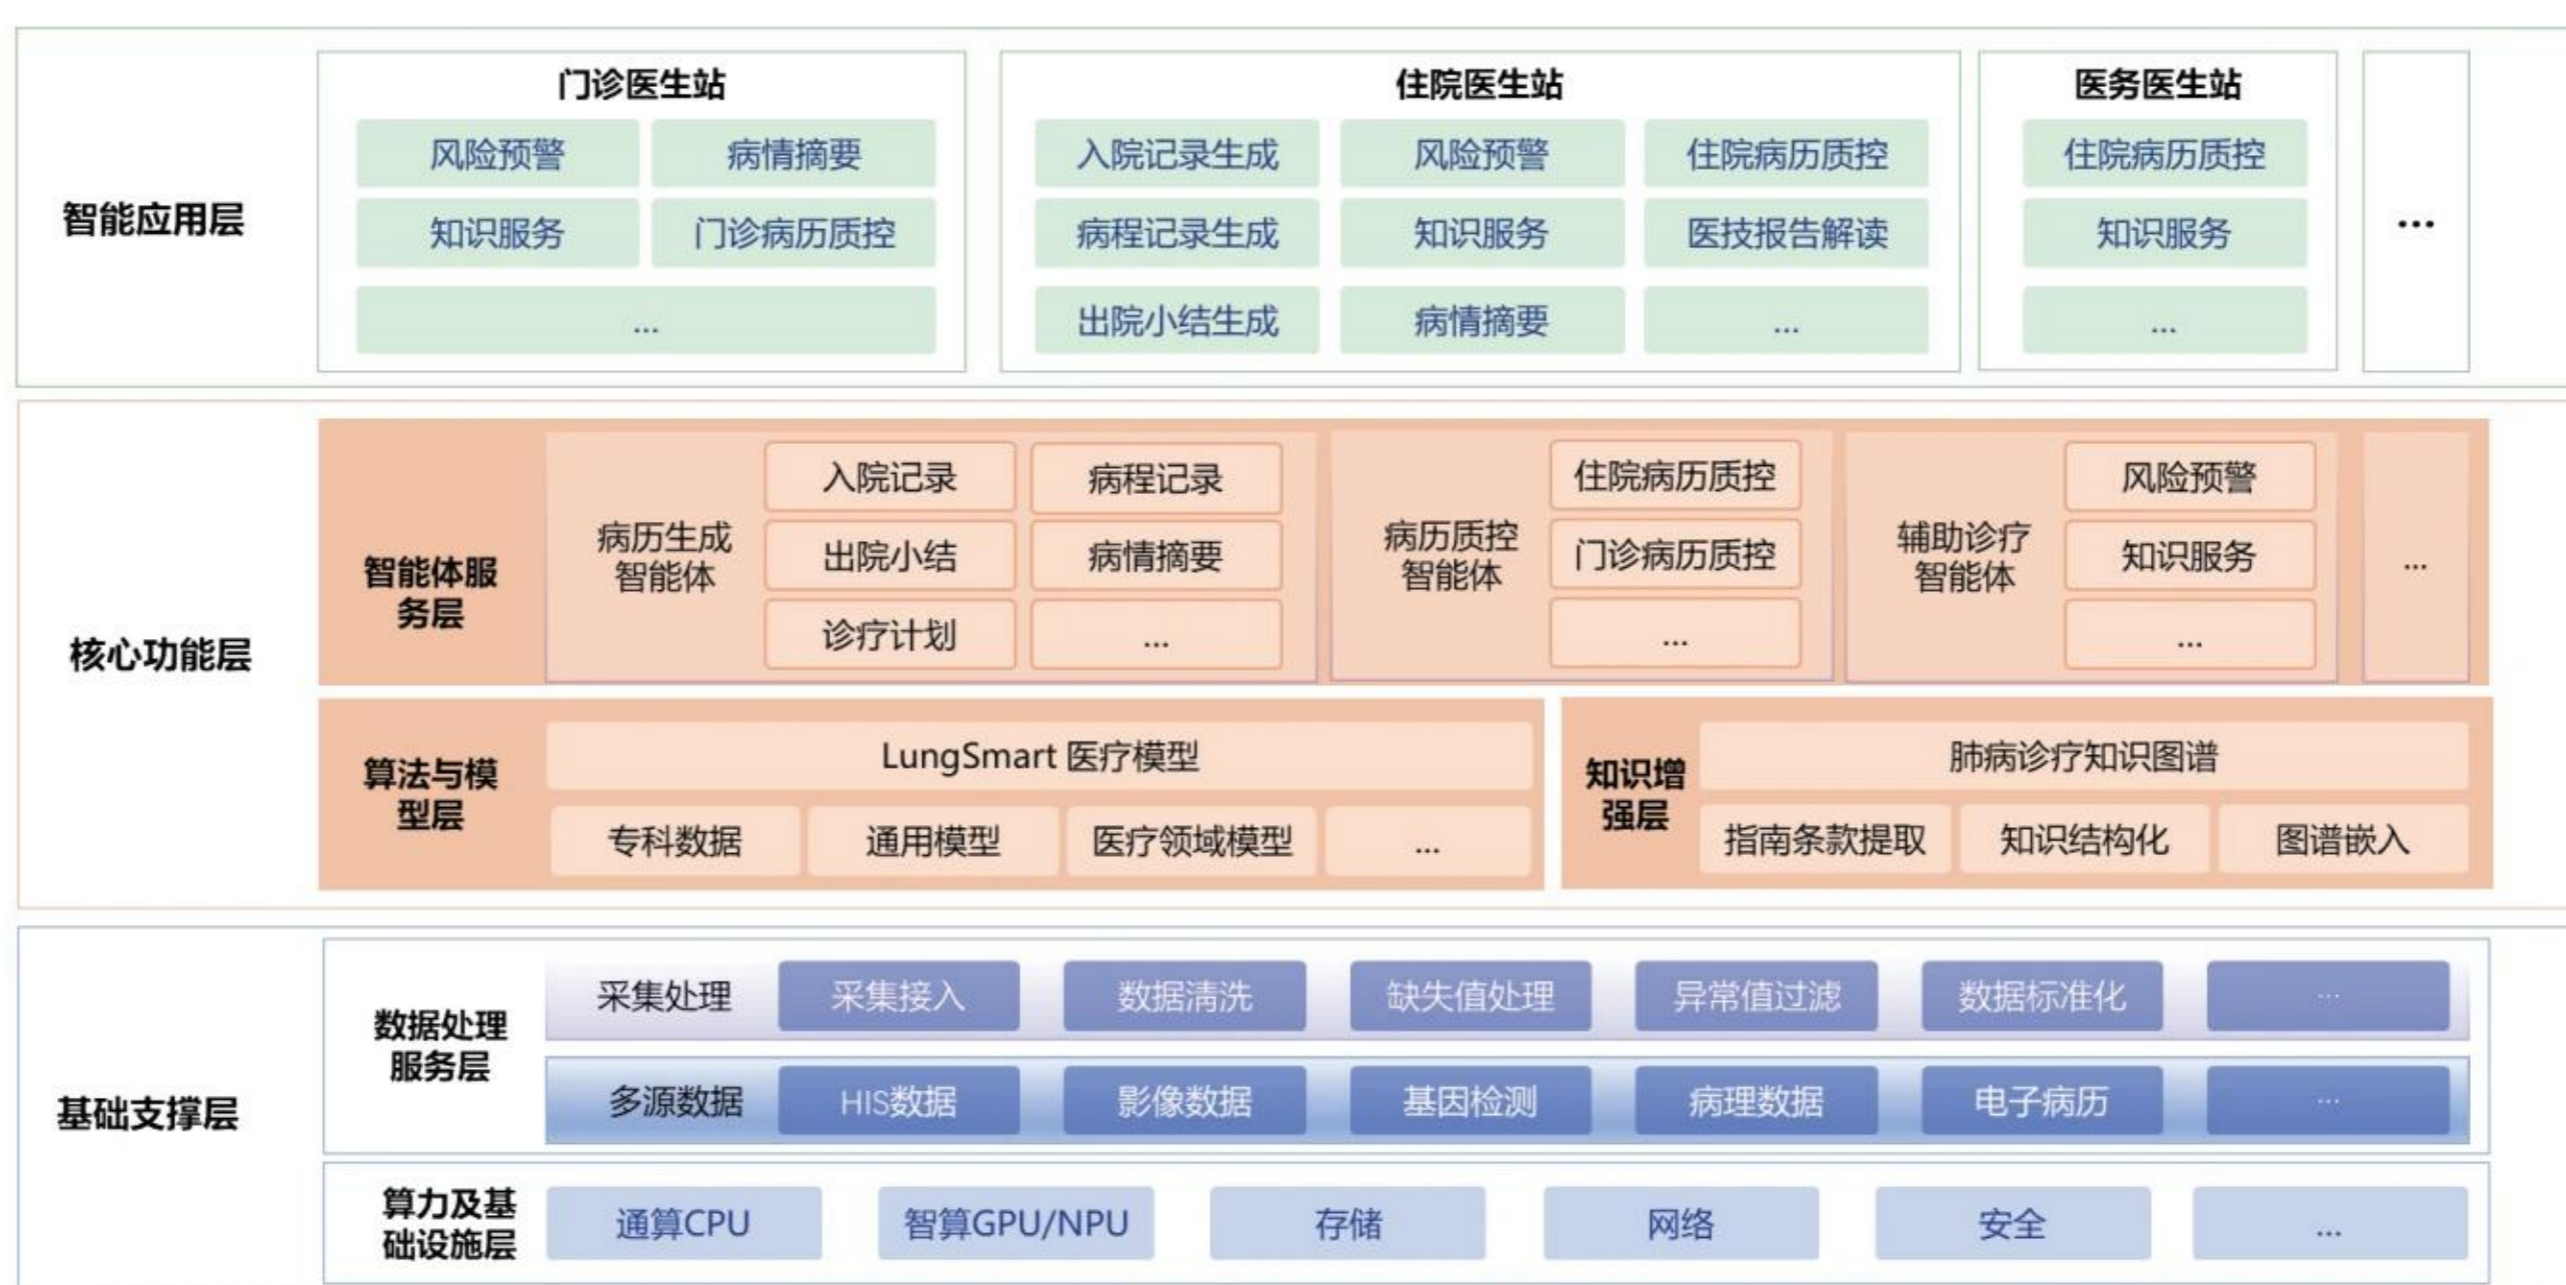 智能应用层
门诊医生站
风险预警
病情摘要
知识服务
门诊病历质控
...
住院医生站
入院记录生成
风险预警
住院病历质控
病程记录生成
知识服务
医技报告解读
出院小结生成
病情摘要
...
医务医生站
住院病历质控
知识服务
...
...
核心功能层
智能体服
务层
病历生成
智能体
入院记录
病程记录
出院小结
病情摘要
诊疗计划
...
病历质控
智能体
住院病历质控
门诊病历质控
...
辅助诊疗
智能体
风险预警
知识服务
...
...
算法与模
型层
LungSmart 医疗模型
专科数据
通用模型
医疗领域模型
...
知识增
强层
肺病诊疗知识图谱
指南条款提取
知识结构化
图谱嵌入
基础支撑层
数据处理
服务层
采集处理
采集接入
数据清洗
缺失值处理
异常值过滤
数据标准化
...
多源数据
HIS数据
影像数据
基因检测
病理数据
电子病历
...
算力及基
础设施层
通算CPU
智算GPU/NPU
存储
网络
安全
...